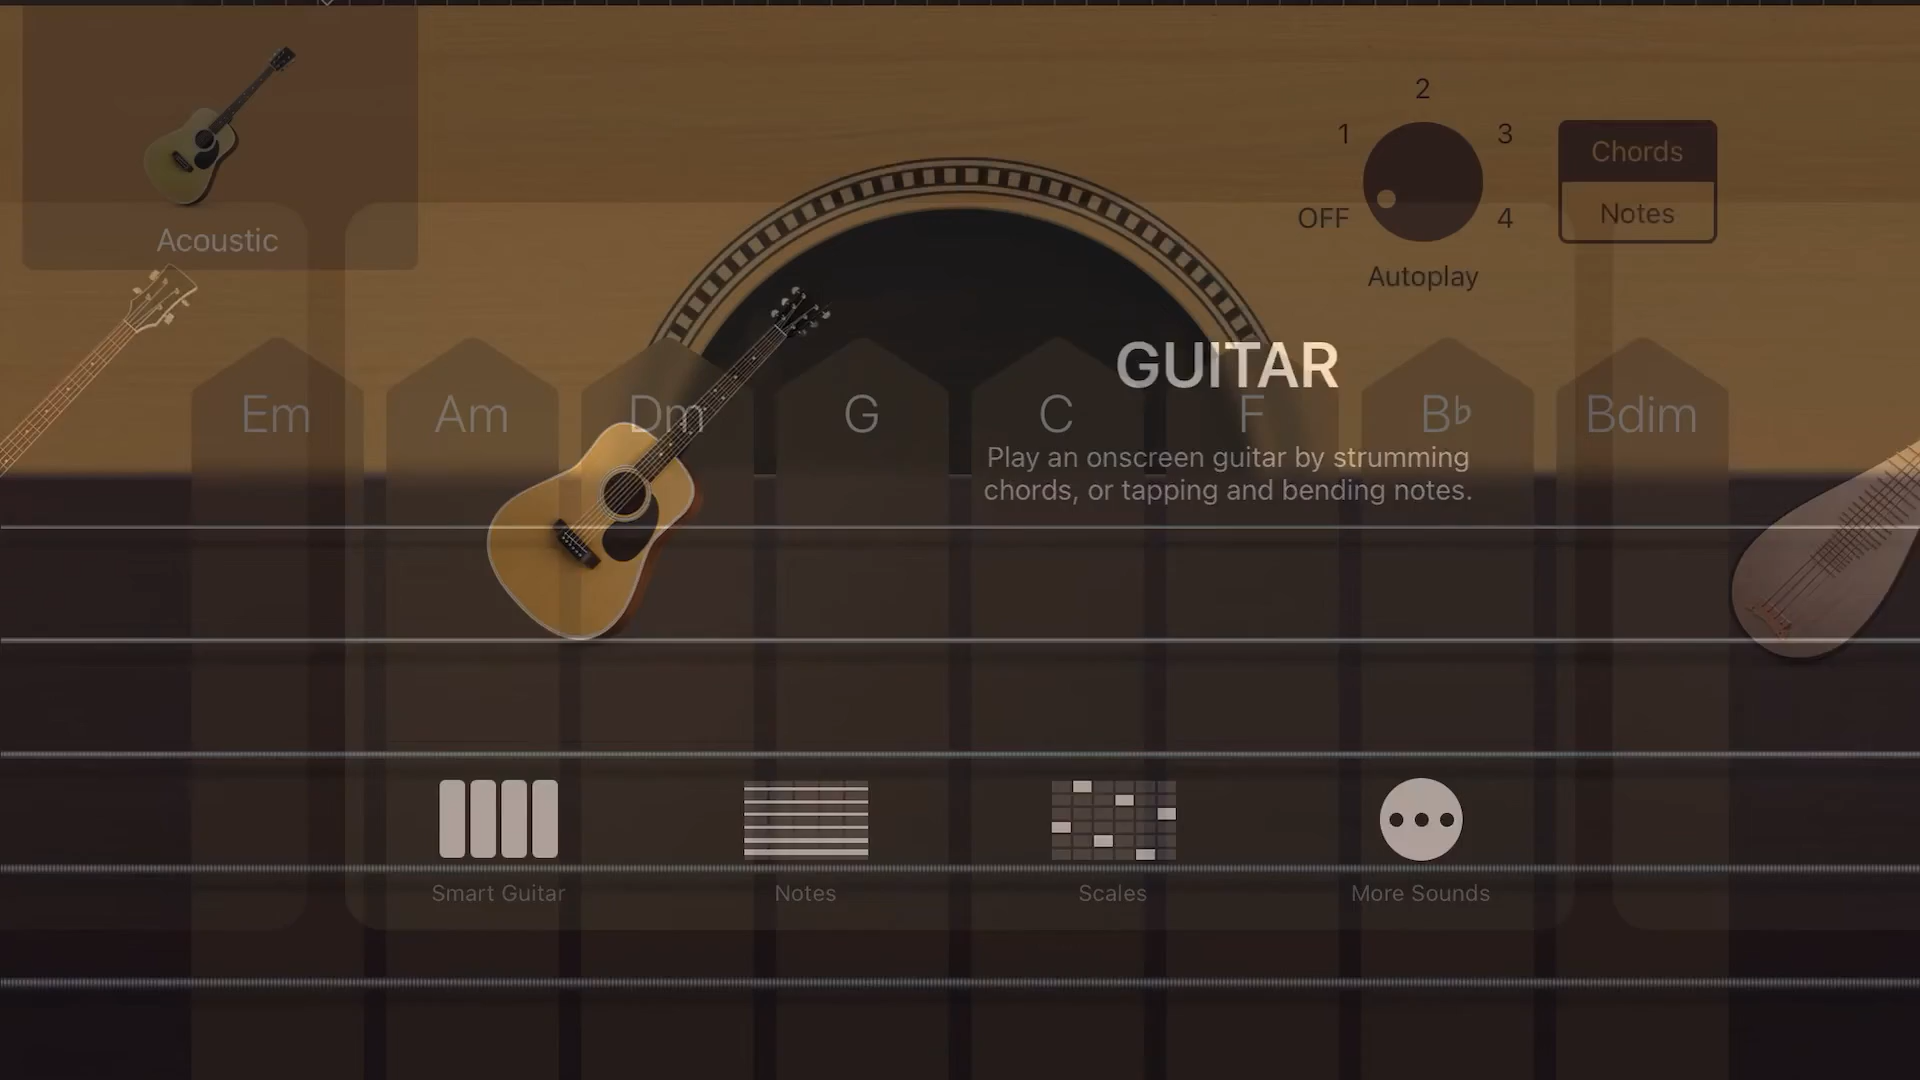 2
1
3
Chords
OFF
4
Notes
Acoustic
Autoplay
GUITAR
Em
Am
Dm
G
C
F
B♭
Bdim
Play an onscreen guitar by strumming
chords, or tapping and bending notes.
Smart Guitar
Notes
Scales
More Sounds